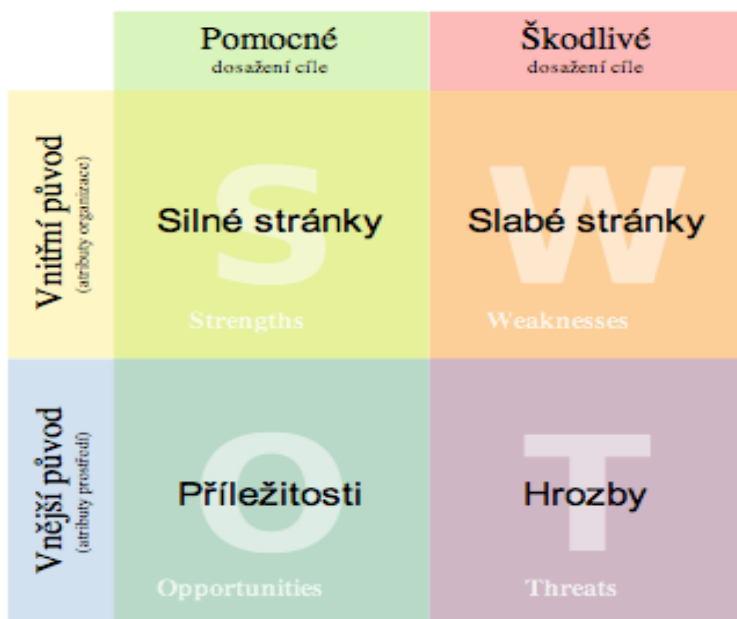 Pomocné
dosažení cíle
Škodlivé
dosažení cíle
Vnitřní původ
(atributy organizace)
S
Silné stránky
Strengths
W
Slabé stránky
Weaknesses
Vnější původ
(atributy prostředí)
O
Příležitosti
Opportunities
T
Hrozby
Threats